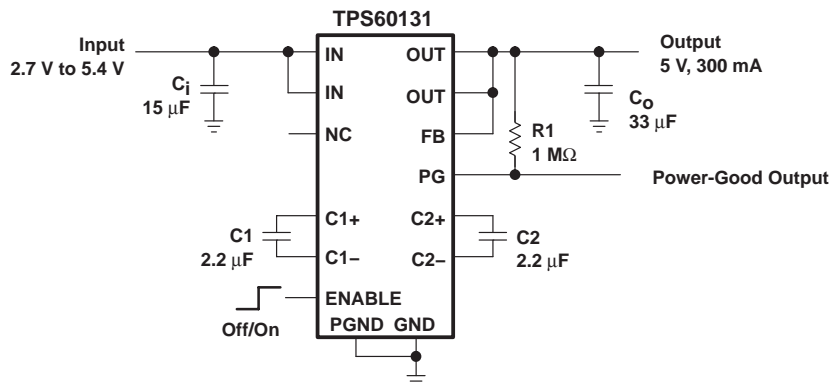 TPS60131
Input
2.7 V to 5.4 V
Ci
15 μF
IN
IN
NC
C1
2.2 μF
C1+
C1−
ENABLE
Off/On
PGND GND
OUT
OUT
FB
PG
C2+
C2−
C2
2.2 μF
R1
1 MΩ
Co
33 μF
Output
5 V, 300 mA
Power-Good Output